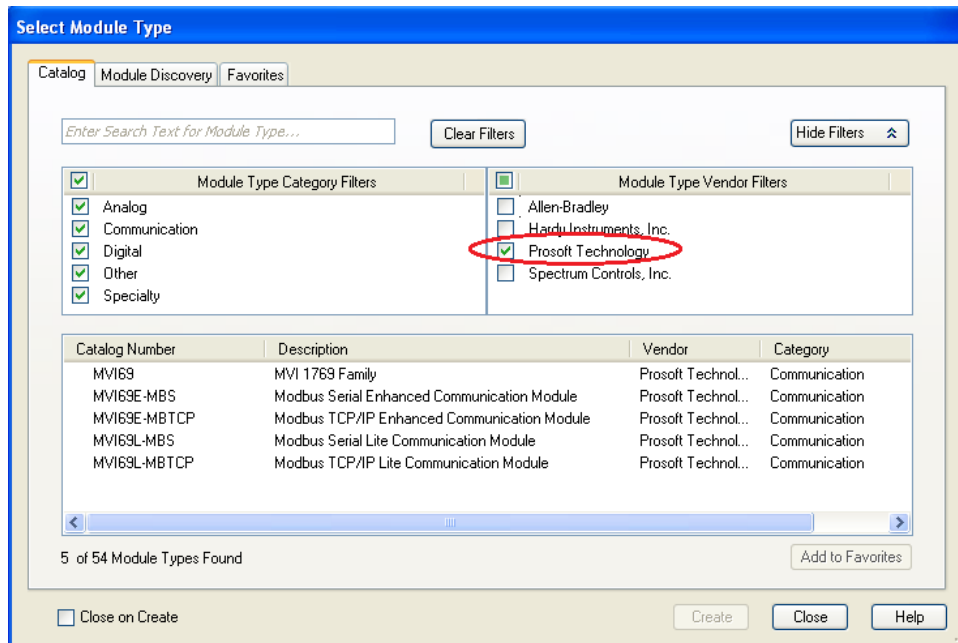 Select Module Type
Catalog Module Discovery Favorites
Enter Search Text for Module Type... Clear Filters Hide Filters
Module Type Category Filters Module Type Vendor Filters
Analog Allen-Bradley
Communication Hardy Instruments, Inc.
Digital Prosoft Technology
Other Spectrum Controls, Inc.
Specialty
Catalog Number Description Vendor Category
MVI69 MVI 1769 Family Prosoft Technol... Communication
MVI69E-MBS Modbus Serial Enhanced Communication Module Prosoft Technol... Communication
MVI69E-MBTCP Modbus TCP/IP Enhanced Communication Module Prosoft Technol... Communication
MVI69L-MBS Modbus Serial Lite Communication Module Prosoft Technol... Communication
MVI69L-MBTCP Modbus TCP/IP Lite Communication Module Prosoft Technol... Communication
5 of 54 Module Types Found Add to Favorites
Close on Create Create Close Help